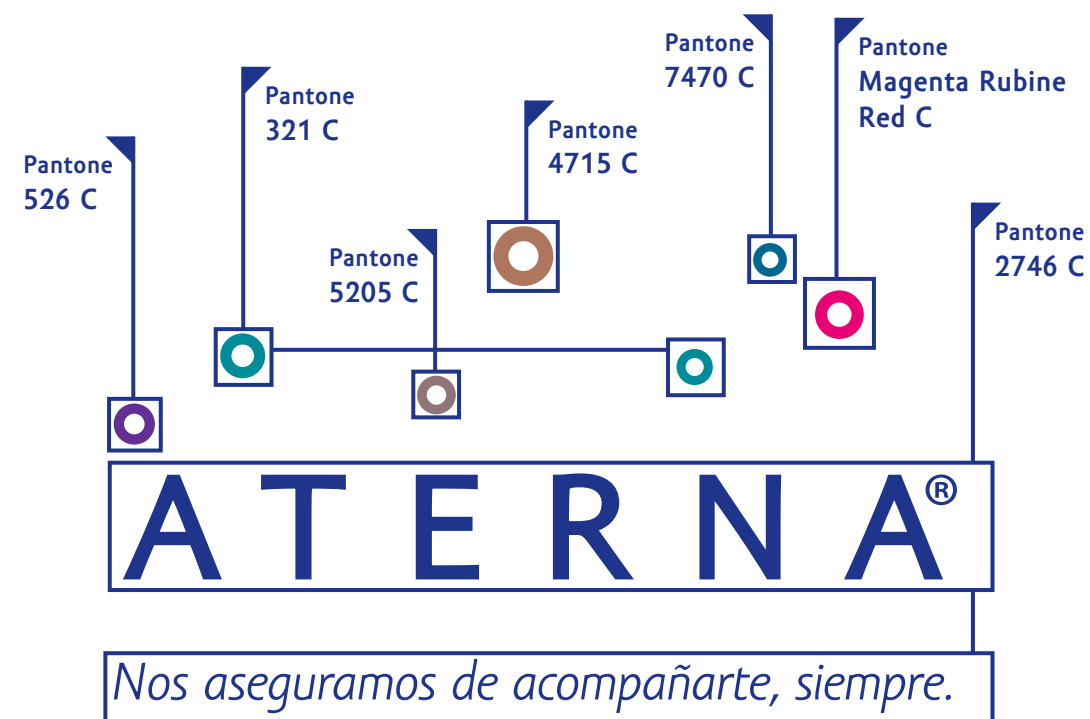 Pantone
526 C
Pantone
321 C
Pantone
5205 C
Pantone
4715 C
Pantone
7470 C
Pantone
Magenta Rubine
Red C
Pantone
2746 C
ATERNA®
Nos aseguramos de acompañarte, siempre.